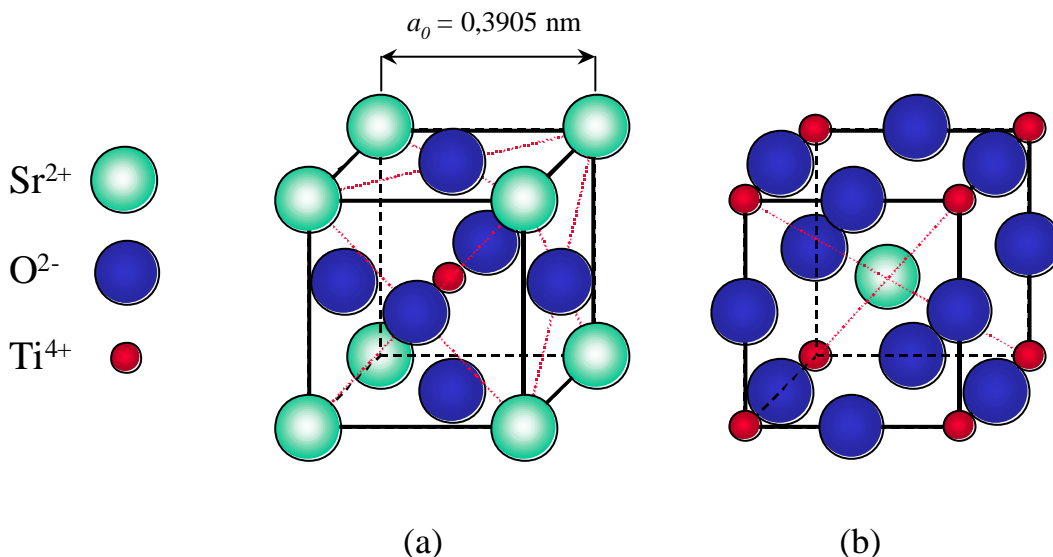 a₀ = 0,3905 nm
Sr²⁺
O²⁻
Ti⁴⁺
(a)
(b)